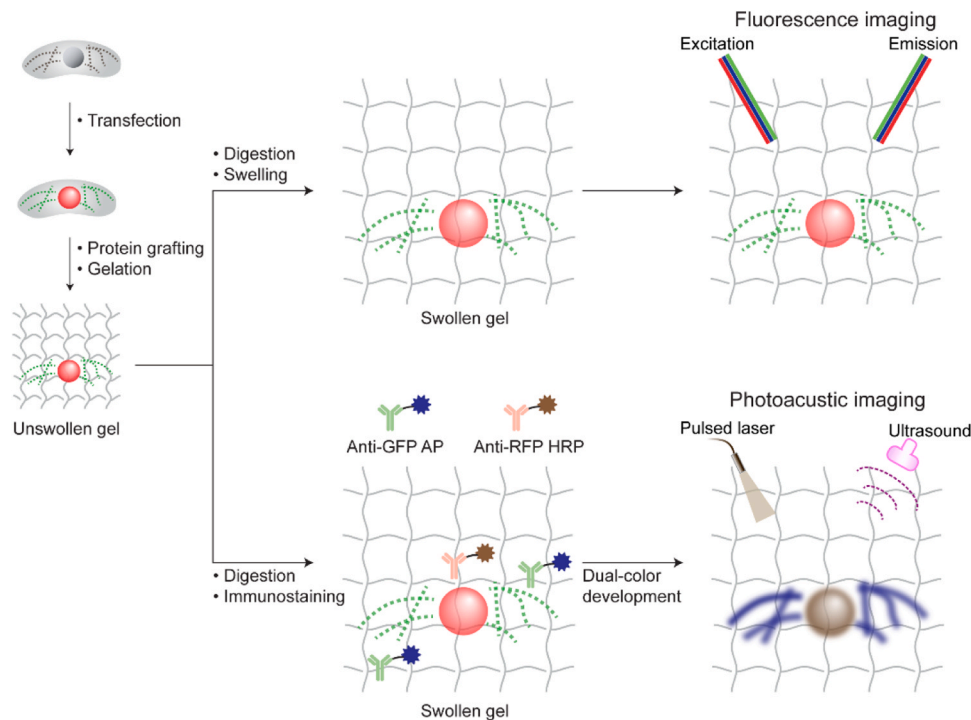 • Transfection
• Protein grafting
• Gelation
Unswollen gel
• Digestion
• Swelling
Swollen gel
Fluorescence imaging
Excitation
Emission
Anti-GFP AP
Anti-RFP HRP
• Digestion
• Immunostaining
Swollen gel
Dual-color
development
Photoacustic imaging
Pulsed laser
Ultrasound